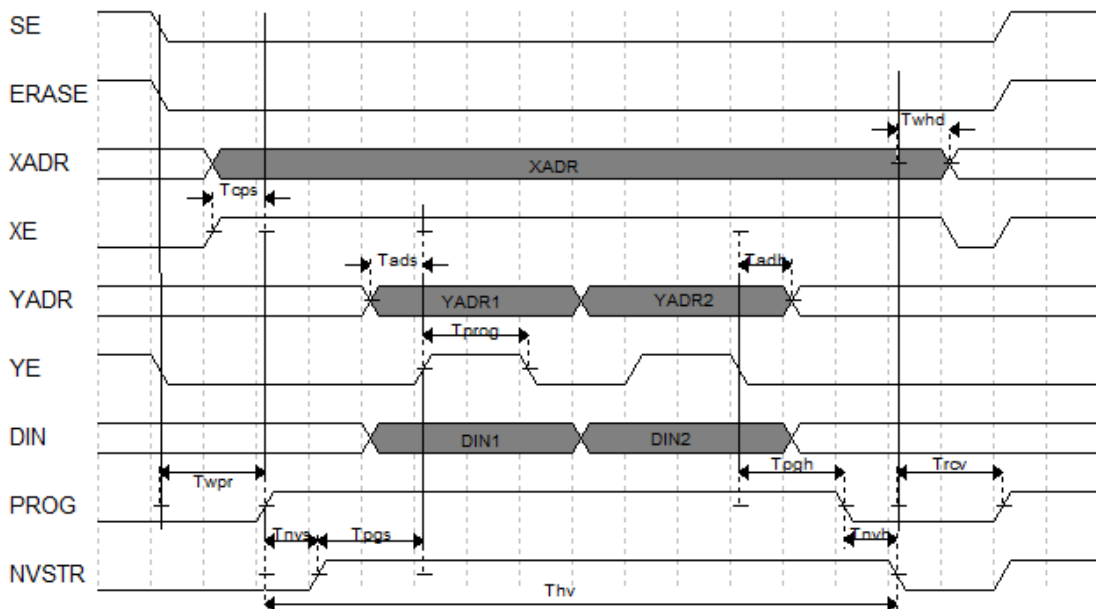 SE
ERASE
Twhd
XADR XADR
Tcps
XE
Tads Tadh
YADR YADR1 YADR2
Tprog
YE
DIN DIN1 DIN2
Twpr Tpgh Trcv
PROG
Tnvs Tpgs Tnvh
NVSTR
Thv